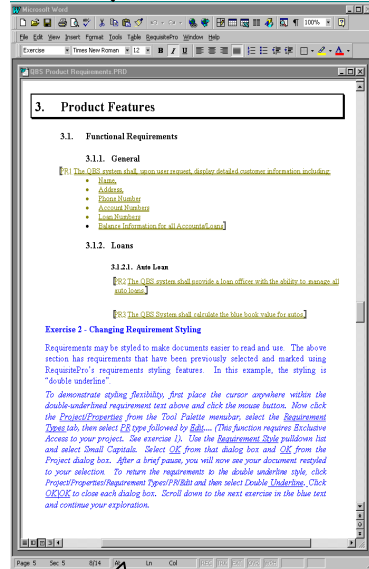 Microsoft Word
100%
File Edit View Insert Format Tools Table RequisitePro Window Help
Exercise Times New Roman 12 B I U
QBS Product Requirements.PRD
3. Product Features
3.1. Functional Requirements
3.1.1. General
[PR1 The QBS system shall, upon user request, display detailed customer information including:
• Name,
• Address,
• Phone Number
• Account Numbers
• Loan Numbers
• Balance Information for all Accounts/Loans]
3.1.2. Loans
3.1.2.1. Auto Loan
[PR2 The QBS system shall provide a loan officer with the ability to manage all
auto loans.]
[PR3 The QBS System shall calculate the blue book value for autos.]
Exercise 2 - Changing Requirement Styling
Requirements may be styled to make documents easier to read and use. The above
section has requirements that have been previously selected and marked using
RequisitePro's requirements styling features. In this example, the styling is
"double underline".
To demonstrate styling flexibility, first place the cursor anywhere within the
double-underlined requirement text above and click the mouse button. Now click
the Project/Properties from the Tool Palette menubar, select the Requirement
Types tab, then select PR type followed by Edit.... (This function requires Exclusive
Access to your project. See exercise 1). Use the Requirement Style pulldown list
and select Small Capitals. Select OK from that dialog box and OK from the
Project dialog box. After a brief pause, you will now see your document restyled
to your selection. To return the requirements to the double underline style, click
Project/Properties/Requirement Types/PR/Edit and then select Double Underline. Click
OK/OK to close each dialog box. Scroll down to the next exercise in the blue text
and continue your exploration.
Page 5 Sec 5 8/14 At Ln Col REC TRK EXT OVR WPH